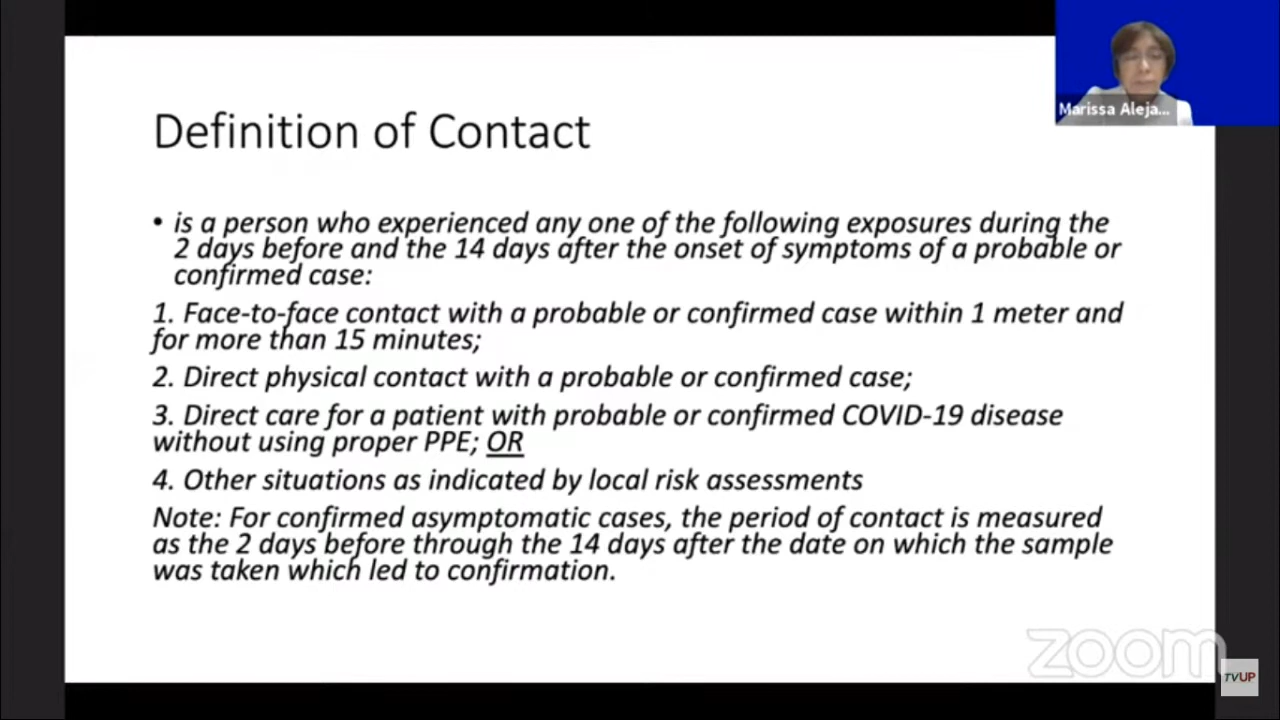 Marissa Aleja...
Definition of Contact
• is a person who experienced any one of the following exposures during the
2 days before and the 14 days after the onset of symptoms of a probable or
confirmed case:
1. Face-to-face contact with a probable or confirmed case within 1 meter and
for more than 15 minutes;
2. Direct physical contact with a probable or confirmed case;
3. Direct care for a patient with probable or confirmed COVID-19 disease
without using proper PPE; OR
4. Other situations as indicated by local risk assessments
Note: For confirmed asymptomatic cases, the period of contact is measured
as the 2 days before through the 14 days after the date on which the sample
was taken which led to confirmation.
zoom
TVUP